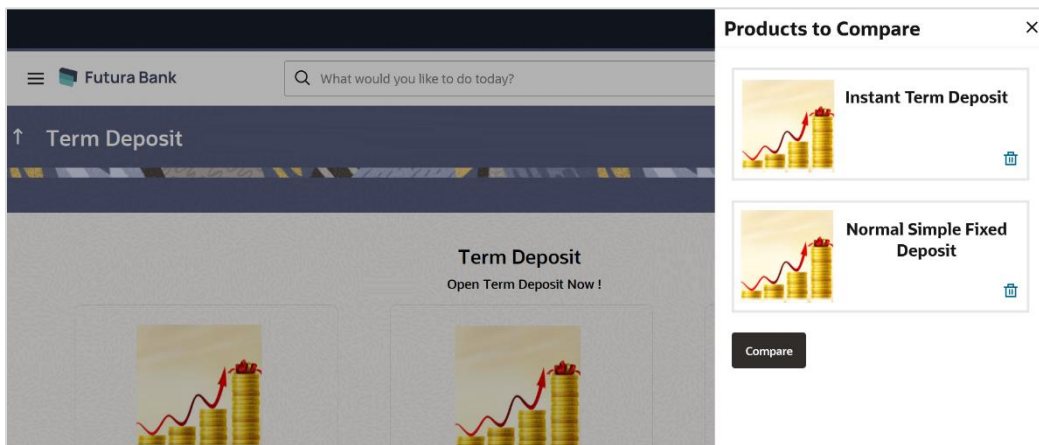 Products to Compare
Futura Bank
What would you like to do today?
Term Deposit
Term Deposit
Open Term Deposit Now !
Instant Term Deposit
Normal Simple Fixed
Deposit
Compare